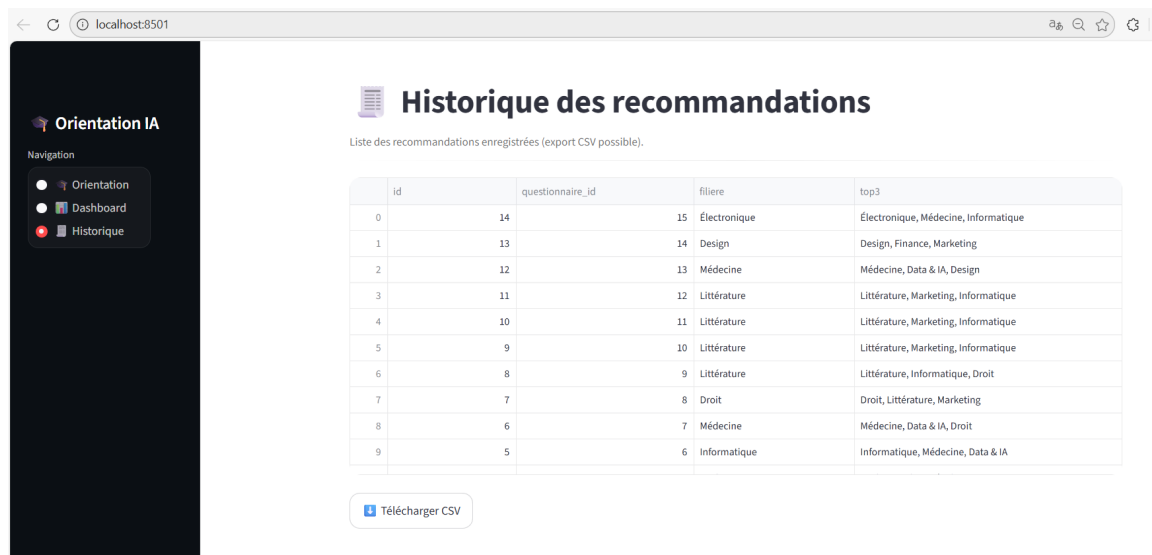 localhost:8501
Orientation IA
Navigation
Orientation
Dashboard
Historique
Historique des recommandations
Liste des recommandations enregistrées (export CSV possible).
id questionnaire_id filiere top3
0 14 15 Électronique Électronique, Médecine, Informatique
1 13 14 Design Design, Finance, Marketing
2 12 13 Médecine Médecine, Data & IA, Design
3 11 12 Littérature Littérature, Marketing, Informatique
4 10 11 Littérature Littérature, Marketing, Informatique
5 9 10 Littérature Littérature, Marketing, Informatique
6 8 9 Littérature Littérature, Informatique, Droit
7 7 8 Droit Droit, Littérature, Marketing
8 6 7 Médecine Médecine, Data & IA, Droit
9 5 6 Informatique Informatique, Médecine, Data & IA
Télécharger CSV